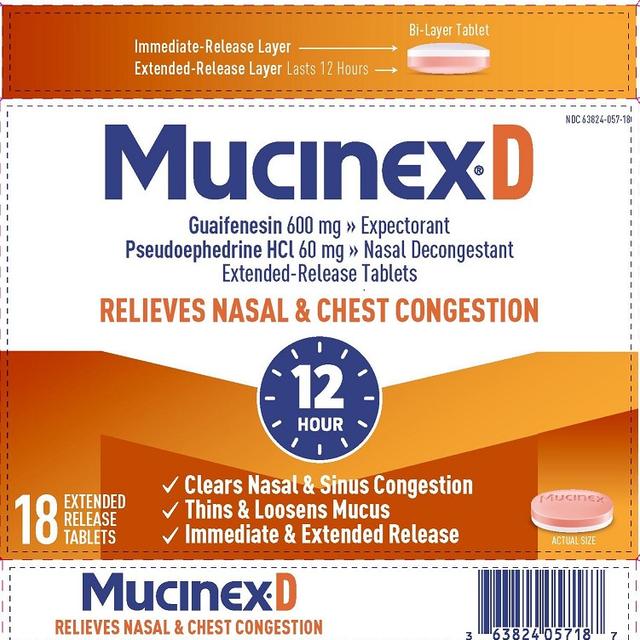 Bi-Layer Tablet
Immediate-Release Layer
Extended-Release Layer Lasts 12 Hours
NDC 63824-057-18
Mucinex® D
Guaifenesin 600 mg » Expectorant
Pseudoephedrine HCl 60 mg » Nasal Decongestant
Extended-Release Tablets
RELIEVES NASAL & CHEST CONGESTION
12
HOUR
✓ Clears Nasal & Sinus Congestion
✓ Thins & Loosens Mucus
✓ Immediate & Extended Release
18 EXTENDED
RELEASE
TABLETS
Mucinex
ACTUAL SIZE
Mucinex D
RELIEVES NASAL & CHEST CONGESTION
3 63824 05718 7